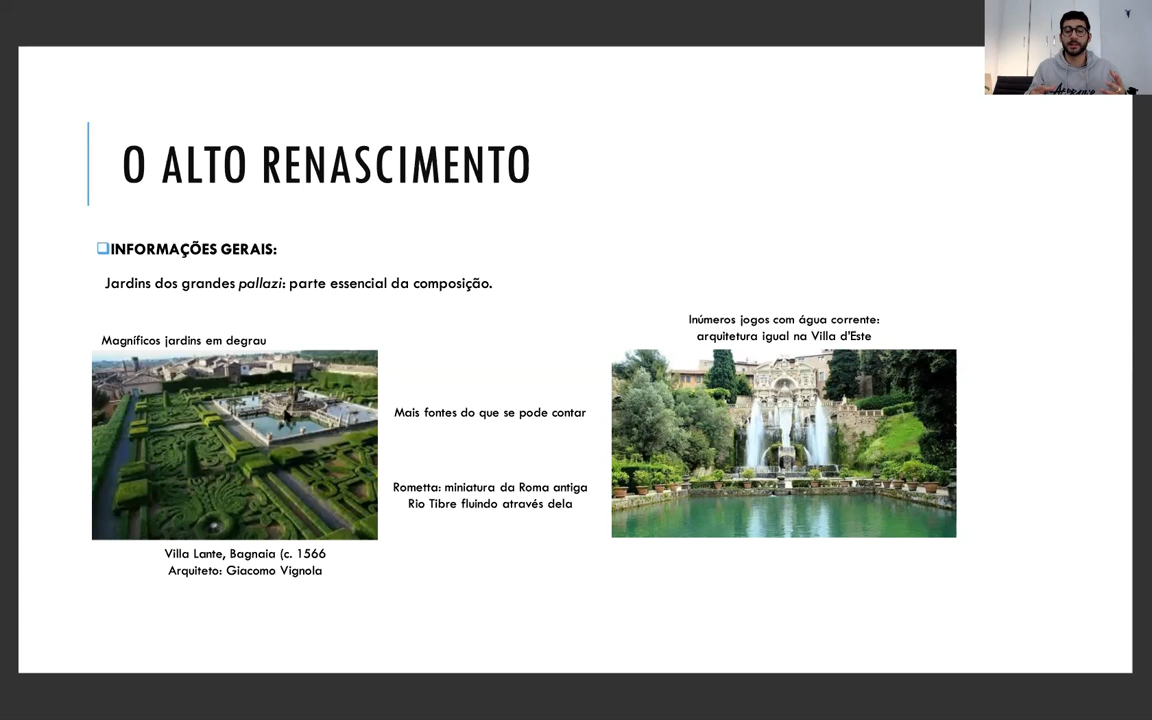 O ALTO RENASCIMENTO
INFORMAÇÕES GERAIS:
Jardins dos grandes pallazi: parte essencial da composição.
Magníficos jardins em degrau
Villa Lante, Bagnaia (c. 1566
Arquiteto: Giacomo Vignola
Mais fontes do que se pode contar
Rometta: miniatura da Roma antiga
Rio Tibre fluindo através dela
Inúmeros jogos com água corrente:
arquitetura igual na Villa d'Este